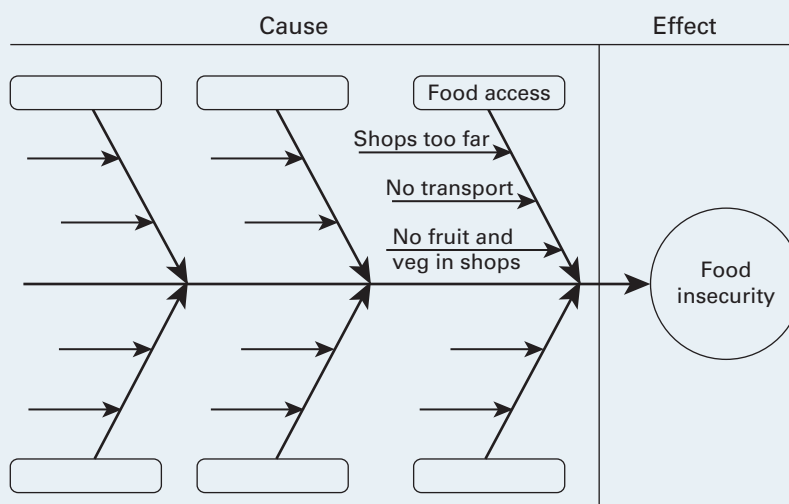 Cause
Effect
Food access
Shops too far
No transport
No fruit and
veg in shops
Food
insecurity